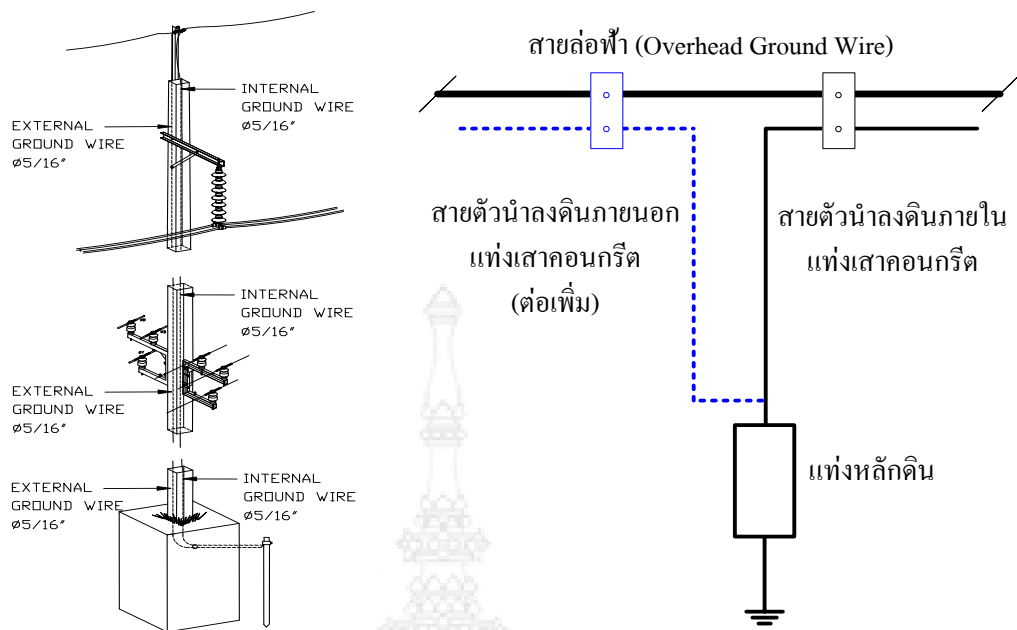 INTERNAL
GROUND WIRE
Ø5/16"
EXTERNAL
GROUND WIRE
Ø5/16"
INTERNAL
GROUND WIRE
Ø5/16"
EXTERNAL
GROUND WIRE
Ø5/16"
EXTERNAL
GROUND WIRE
Ø5/16"
INTERNAL
GROUND WIRE
Ø5/16"
สายล่อฟ้า (Overhead Ground Wire)
สายตัวนำลงดินภายนอก
แท่งเสาคอนกรีต
(ต่อเพิ่ม)
สายตัวนำลงดินภายใน
แท่งเสาคอนกรีต
แท่งหลักดิน